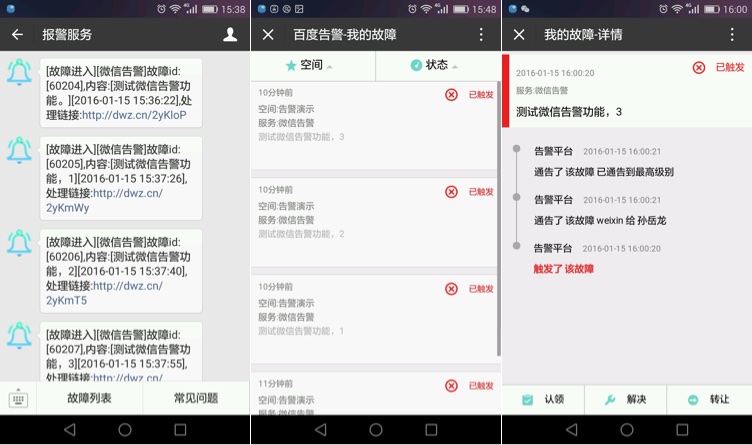 15:38
报警服务
[故障进入][微信告警]故障id:
[60204],内容:[测试微信告警功
能。][2016-01-15 15:36:22],处
理链接:http://dwz.cn/2yKloP
[故障进入][微信告警]故障id:
[60205],内容:[测试微信告警功
能，1][2016-01-15 15:37:26],
处理链接:http://dwz.cn/
2yKmWy
[故障进入][微信告警]故障id:
[60206],内容:[测试微信告警功
能，2][2016-01-15 15:37:40],
处理链接:http://dwz.cn/
2yKmT5
[故障进入][微信告警]故障id:
[60207],内容:[测试微信告警功
能，3][2016-01-15 15:37:55],
处理链接:http://dwz.cn/
故障列表
常见问题
15:48
百度告警-我的故障
空间
状态
10分钟前
已触发
空间:告警演示
服务:微信告警
测试微信告警功能，3
10分钟前
已触发
空间:告警演示
服务:微信告警
测试微信告警功能，2
10分钟前
已触发
空间:告警演示
服务:微信告警
测试微信告警功能，1
11分钟前
已触发
空间:告警演示
服务:微信告警
16:00
我的故障-详情
2016-01-15 16:00:20
已触发
服务:微信告警
测试微信告警功能，3
告警平台 2016-01-15 16:00:21
通告了 该故障 已通告到最高级别
告警平台 2016-01-15 16:00:21
通告了 该故障 weixin 给 孙岳龙
告警平台 2016-01-15 16:00:20
触发了 该故障
认领
解决
转让